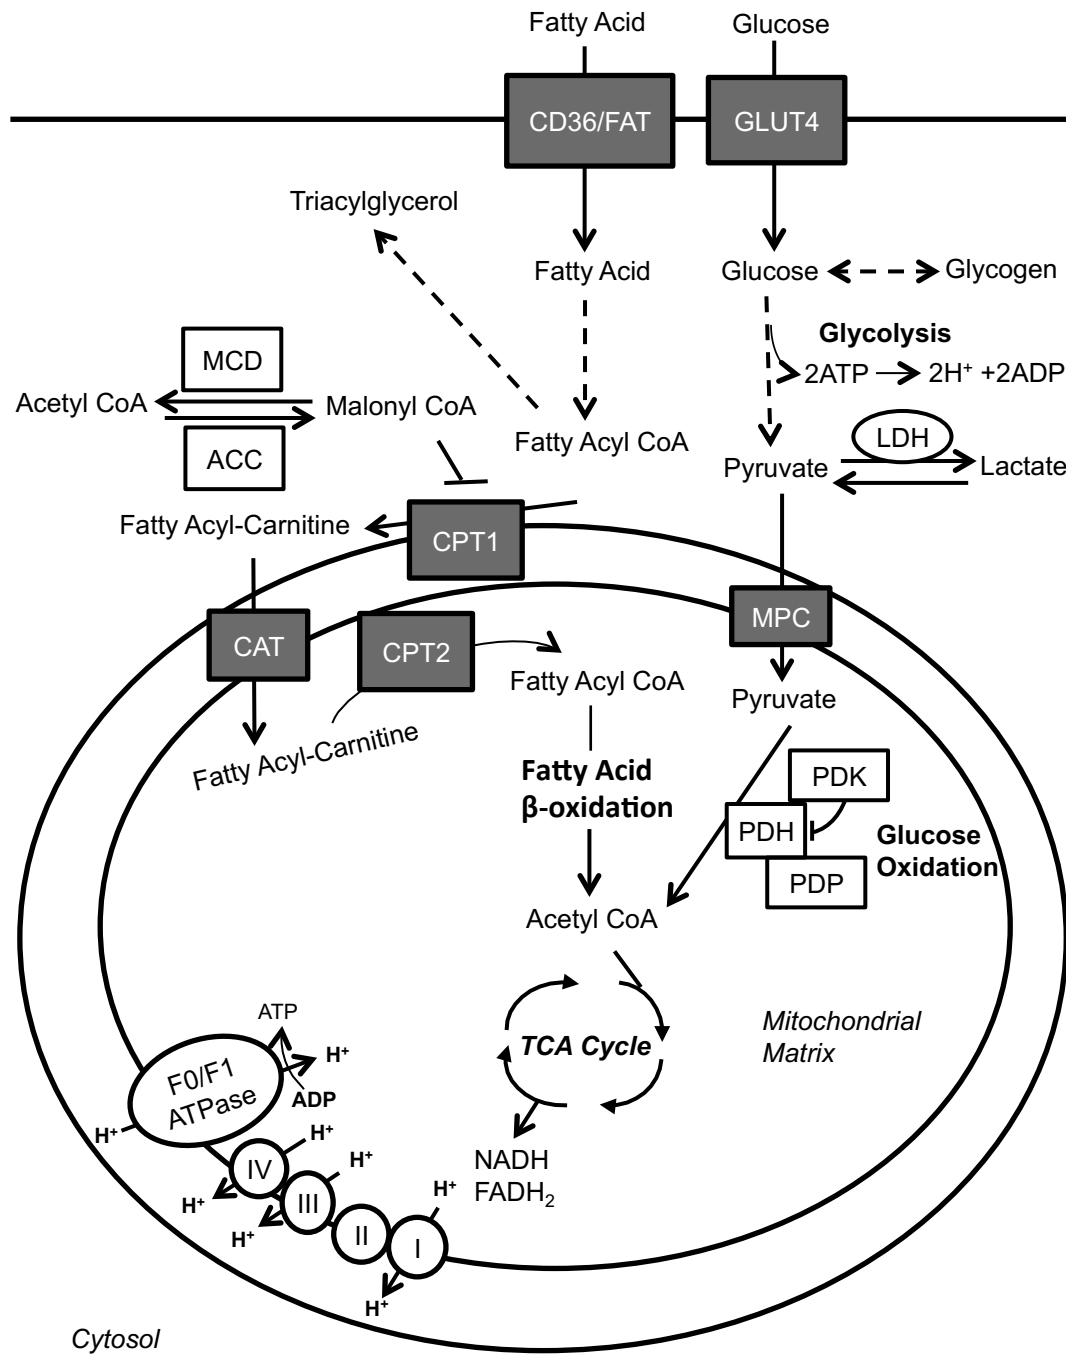 Fatty Acid
Glucose
CD36/FAT
GLUT4
Triacylglycerol
Fatty Acid
Glucose
Glycogen
Glycolysis
2ATP
2H⁺ +2ADP
MCD
Acetyl CoA
Malonyl CoA
ACC
Fatty Acyl CoA
LDH
Pyruvate
Lactate
Fatty Acyl-Carnitine
CPT1
CAT
CPT2
MPC
Fatty Acyl CoA
Pyruvate
Fatty Acyl-Carnitine
Fatty Acid
β-oxidation
PDK
PDH
PDP
Glucose
Oxidation
Acetyl CoA
TCA Cycle
Mitochondrial
Matrix
NADH
FADH₂
ATP
H⁺
ADP
F0/F1
ATPase
H⁺
H⁺
IV
H⁺
H⁺
III
H⁺
II
H⁺
I
H⁺
Cytosol